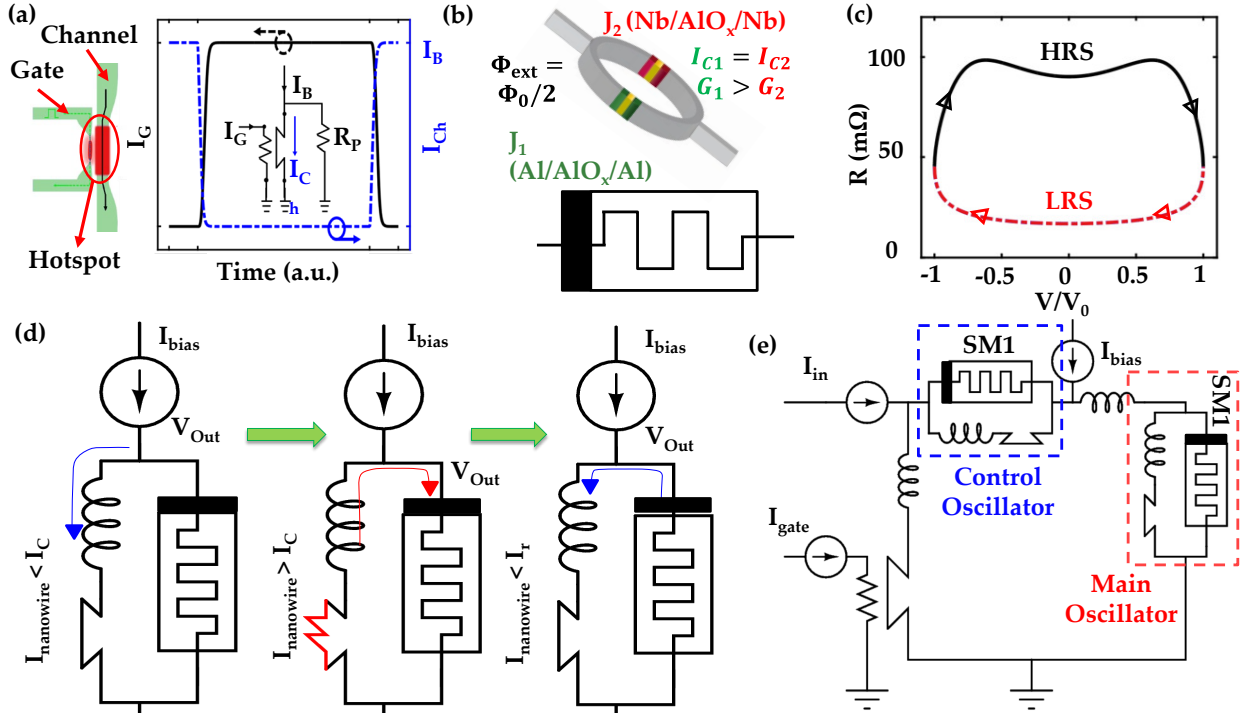 (a)
Channel
Gate
Hotspot
I_G
I_B
I_Ch
I_B
I_G
R_P
I_C
h
Time (a.u.)
(b)
J_2 (Nb/AlO_x/Nb)
Φ_ext =
Φ_0/2
I_C1 = I_C2
G_1 > G_2
J_1
(Al/AlO_x/Al)
(c)
R (mΩ)
100
50
0
HRS
LRS
-1
-0.5
0
0.5
1
V/V_0
(d)
I_bias
V_Out
I_nanowire < I_C
I_bias
V_Out
I_nanowire > I_C
I_bias
V_Out
I_nanowire < I_r
(e)
I_in
SM1
I_bias
SM1
Control
Oscillator
I_gate
Main
Oscillator